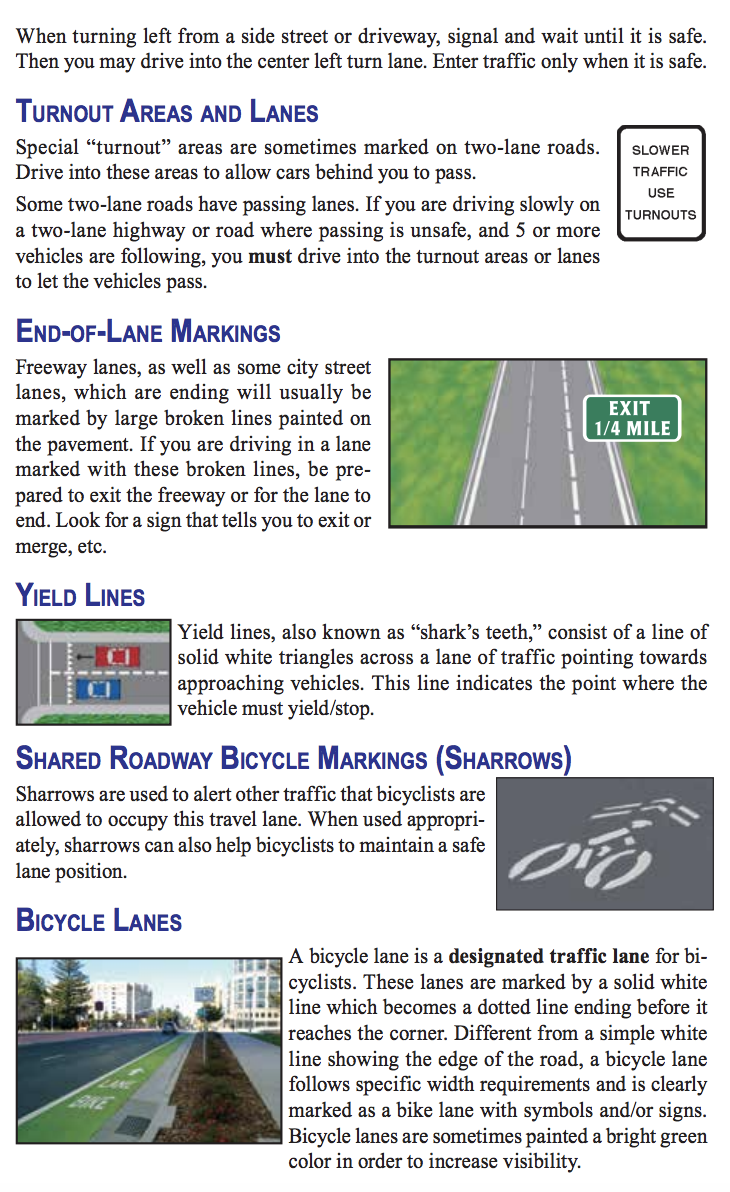 When turning left from a side street or driveway, signal and wait until it is safe.
Then you may drive into the center left turn lane. Enter traffic only when it is safe.
TURNOUT AREAS AND LANES
Special “turnout” areas are sometimes marked on two-lane roads.
Drive into these areas to allow cars behind you to pass.
Some two-lane roads have passing lanes. If you are driving slowly on
a two-lane highway or road where passing is unsafe, and 5 or more
vehicles are following, you must drive into the turnout areas or lanes
to let the vehicles pass.
SLOWER
TRAFFIC
USE
TURNOUTS
END-OF-LANE MARKINGS
Freeway lanes, as well as some city street
lanes, which are ending will usually be
marked by large broken lines painted on
the pavement. If you are driving in a lane
marked with these broken lines, be pre-
pared to exit the freeway or for the lane to
end. Look for a sign that tells you to exit or
merge, etc.
EXIT
1/4 MILE
YIELD LINES
Yield lines, also known as “shark’s teeth,” consist of a line of
solid white triangles across a lane of traffic pointing towards
approaching vehicles. This line indicates the point where the
vehicle must yield/stop.
SHARED ROADWAY BICYCLE MARKINGS (SHARROWS)
Sharrows are used to alert other traffic that bicyclists are
allowed to occupy this travel lane. When used appropri-
ately, sharrows can also help bicyclists to maintain a safe
lane position.
BICYCLE LANES
A bicycle lane is a designated traffic lane for bi-
cyclists. These lanes are marked by a solid white
line which becomes a dotted line ending before it
reaches the corner. Different from a simple white
line showing the edge of the road, a bicycle lane
follows specific width requirements and is clearly
marked as a bike lane with symbols and/or signs.
Bicycle lanes are sometimes painted a bright green
color in order to increase visibility.
LANE
BIKE